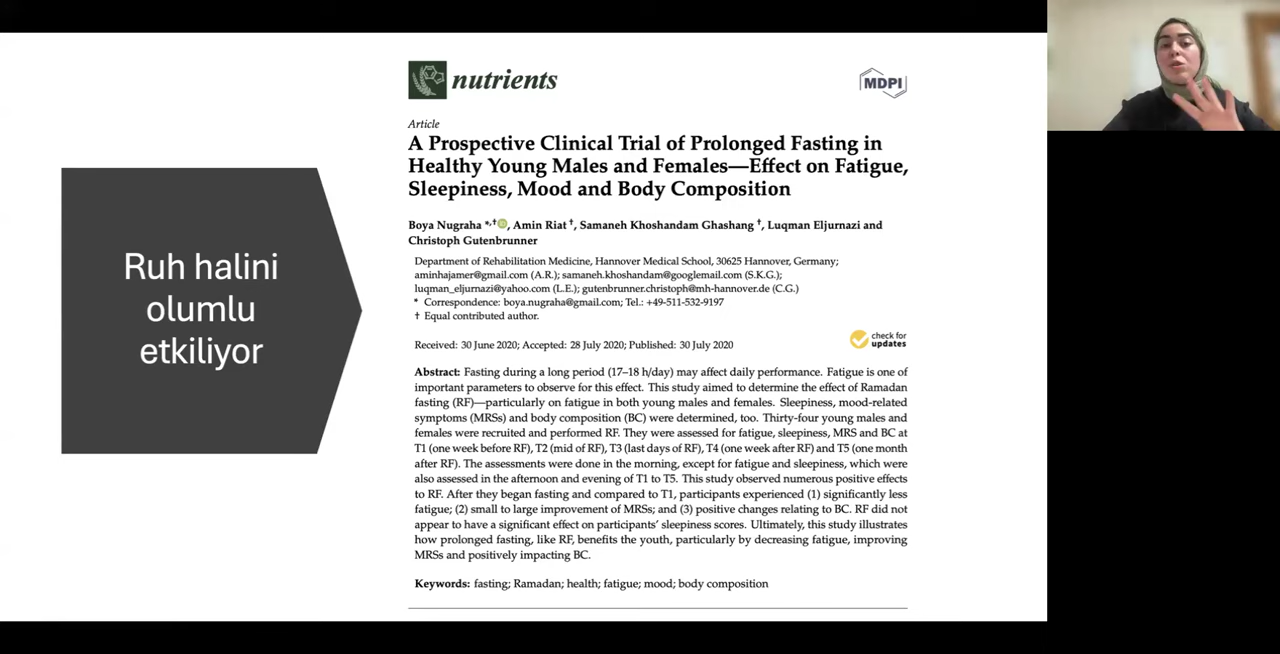 Ruh halini
olumlu
etkiliyor
nutrients
MDPI
Article
A Prospective Clinical Trial of Prolonged Fasting in
Healthy Young Males and Females—Effect on Fatigue,
Sleepiness, Mood and Body Composition
Boya Nugraha *,†, Amin Riat †, Samaneh Khoshandam Ghashang †, Luqman Eljurnazi and
Christoph Gutenbrunner
Department of Rehabilitation Medicine, Hannover Medical School, 30625 Hannover, Germany;
aminhajamer@gmail.com (A.R.); samaneh.khoshandam@googlemail.com (S.K.G.);
luqman_eljurnazi@yahoo.com (L.E.); gutenbrunner.christoph@mh-hannover.de (C.G.)
* Correspondence: boya.nugraha@gmail.com; Tel.: +49-511-532-9197
† Equal contributed author.
Received: 30 June 2020; Accepted: 28 July 2020; Published: 30 July 2020
check for
updates
Abstract: Fasting during a long period (17–18 h/day) may affect daily performance. Fatigue is one of
important parameters to observe for this effect. This study aimed to determine the effect of Ramadan
fasting (RF)—particularly on fatigue in both young males and females. Sleepiness, mood-related
symptoms (MRSs) and body composition (BC) were determined, too. Thirty-four young males and
females were recruited and performed RF. They were assessed for fatigue, sleepiness, MRS and BC at
T1 (one week before RF), T2 (mid of RF), T3 (last days of RF), T4 (one week after RF) and T5 (one month
after RF). The assessments were done in the morning, except for fatigue and sleepiness, which were
also assessed in the afternoon and evening of T1 to T5. This study observed numerous positive effects
to RF. After they began fasting and compared to T1, participants experienced (1) significantly less
fatigue; (2) small to large improvement of MRSs; and (3) positive changes relating to BC. RF did not
appear to have a significant effect on participants' sleepiness scores. Ultimately, this study illustrates
how prolonged fasting, like RF, benefits the youth, particularly by decreasing fatigue, improving
MRSs and positively impacting BC.
Keywords: fasting; Ramadan; health; fatigue; mood; body composition